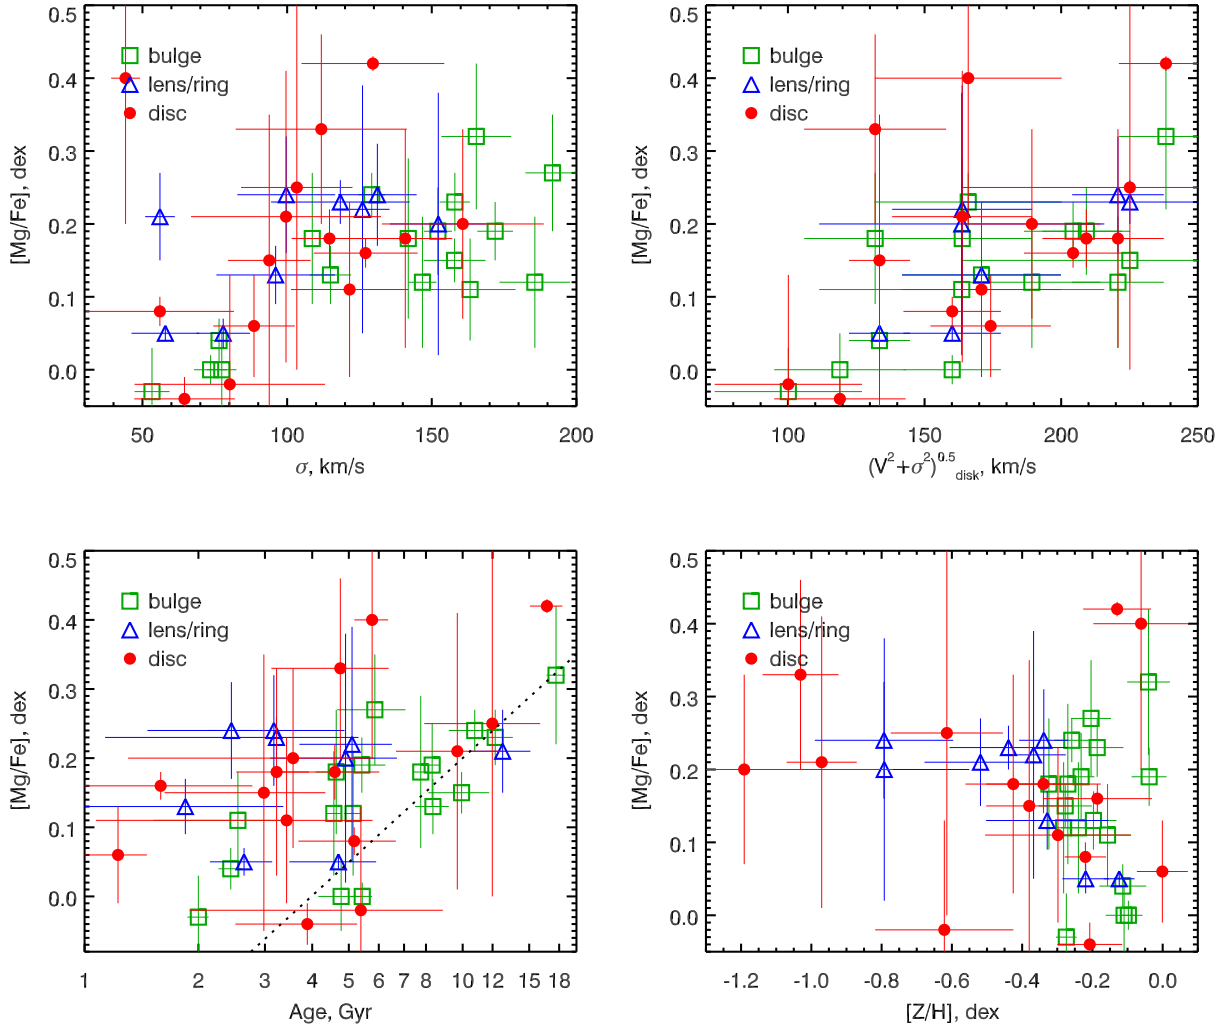 0.5
0.4
0.3
0.2
0.1
0.0
[Mg/Fe], dex
bulge
lens/ring
disc
50
100
150
200
σ, km/s
0.5
0.4
0.3
0.2
0.1
0.0
[Mg/Fe], dex
bulge
lens/ring
disc
100
150
200
250
(V²+σ²)⁰·⁵disk, km/s
0.5
0.4
0.3
0.2
0.1
0.0
[Mg/Fe], dex
bulge
lens/ring
disc
1 2 3 4 5 6 7 8 10 12 15 18
Age, Gyr
0.5
0.4
0.3
0.2
0.1
0.0
[Mg/Fe], dex
bulge
lens/ring
disc
-1.2 -1.0 -0.8 -0.6 -0.4 -0.2 0.0
[Z/H], dex